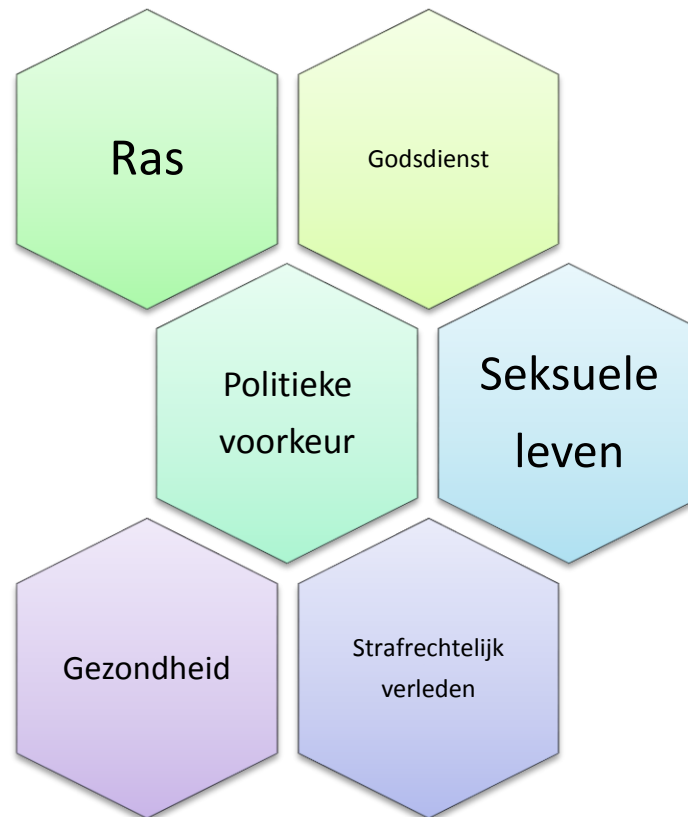 Ras
Godsdienst
Politieke
voorkeur
Seksuele
leven
Gezondheid
Strafrechtelijk
verleden